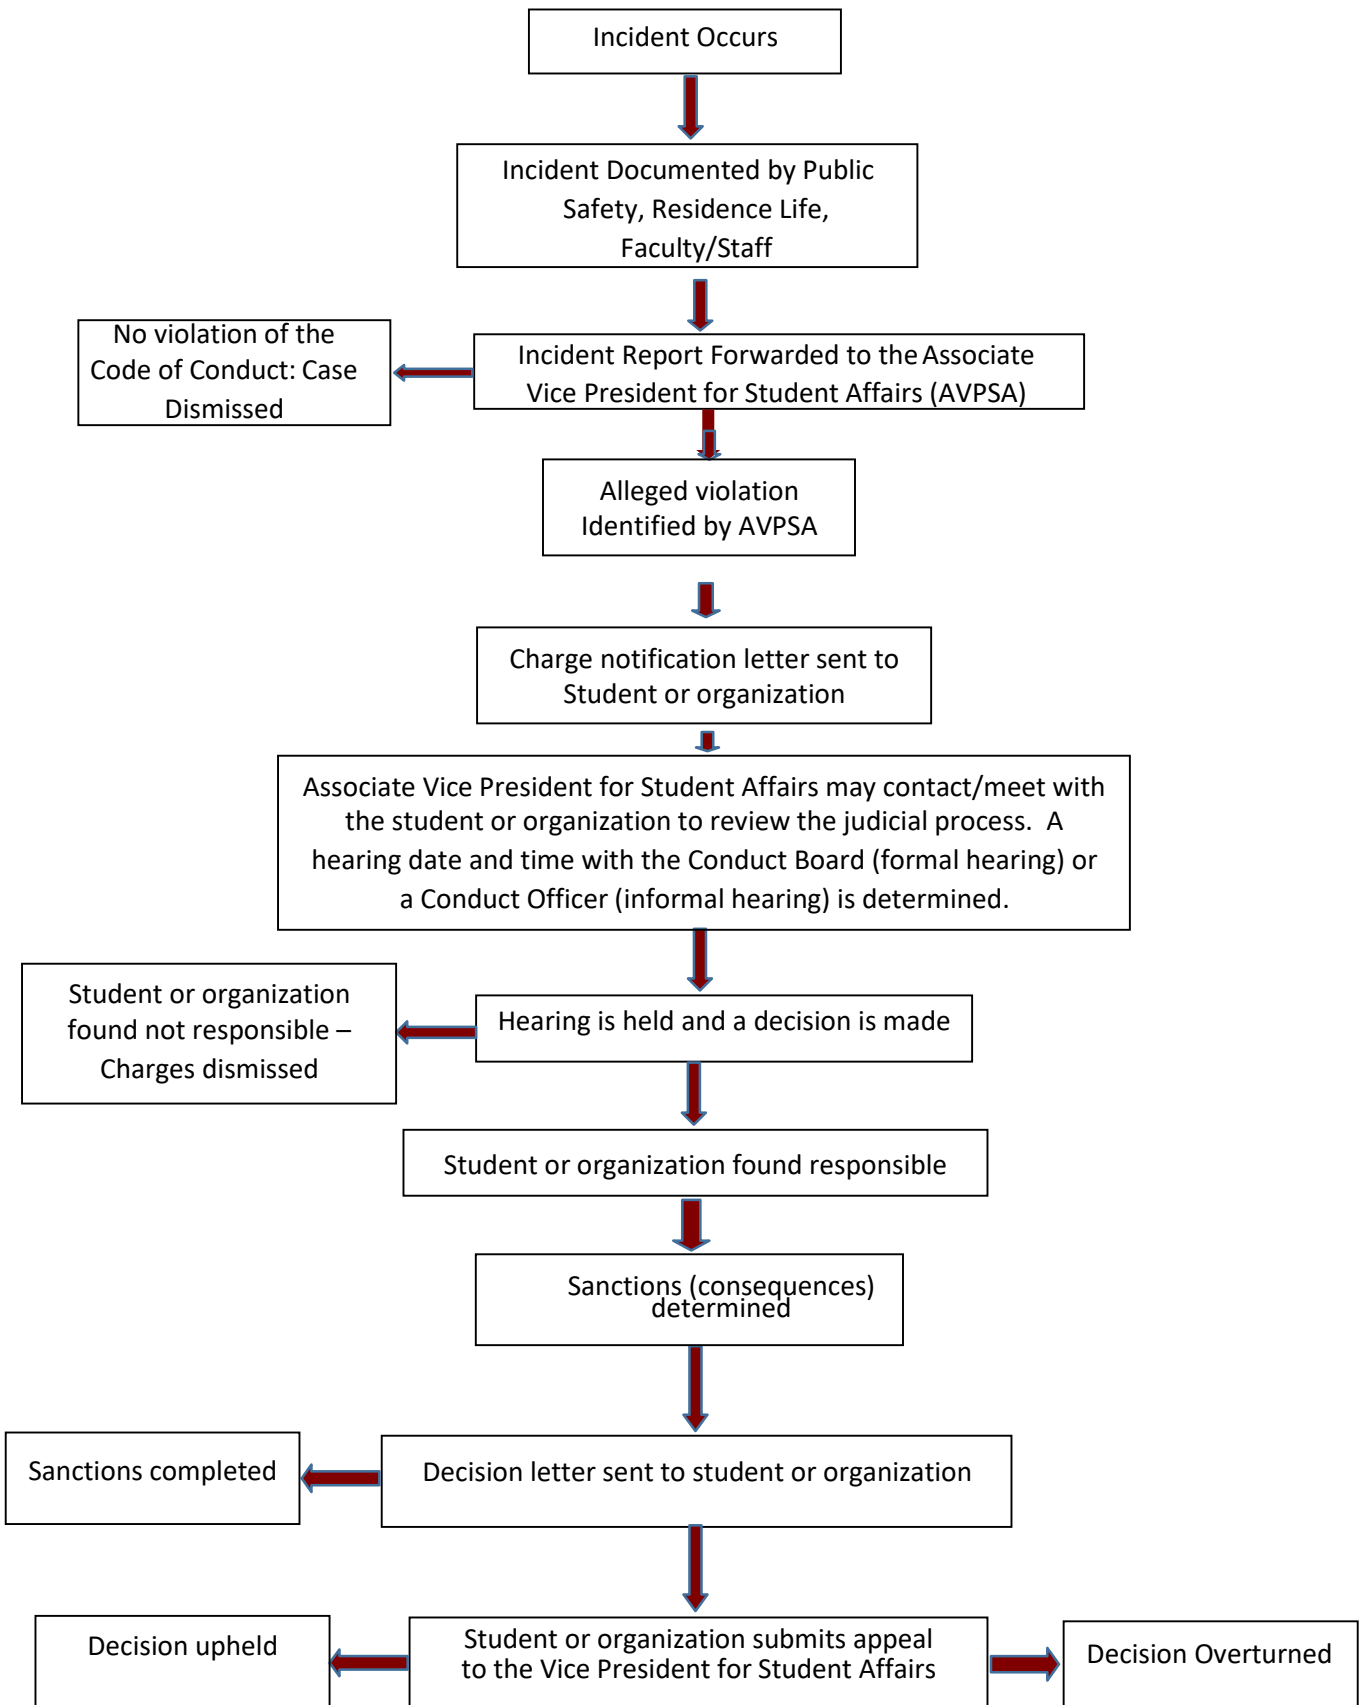 Incident Occurs
Incident Documented by Public
Safety, Residence Life,
Faculty/Staff
No violation of the
Code of Conduct: Case
Dismissed
Incident Report Forwarded to the Associate
Vice President for Student Affairs (AVPSA)
Alleged violation
Identified by AVPSA
Charge notification letter sent to
Student or organization
Associate Vice President for Student Affairs may contact/meet with
the student or organization to review the judicial process. A
hearing date and time with the Conduct Board (formal hearing) or
a Conduct Officer (informal hearing) is determined.
Student or organization
found not responsible –
Charges dismissed
Hearing is held and a decision is made
Student or organization found responsible
Sanctions (consequences)
determined
Sanctions completed
Decision letter sent to student or organization
Decision upheld
Student or organization submits appeal
to the Vice President for Student Affairs
Decision Overturned